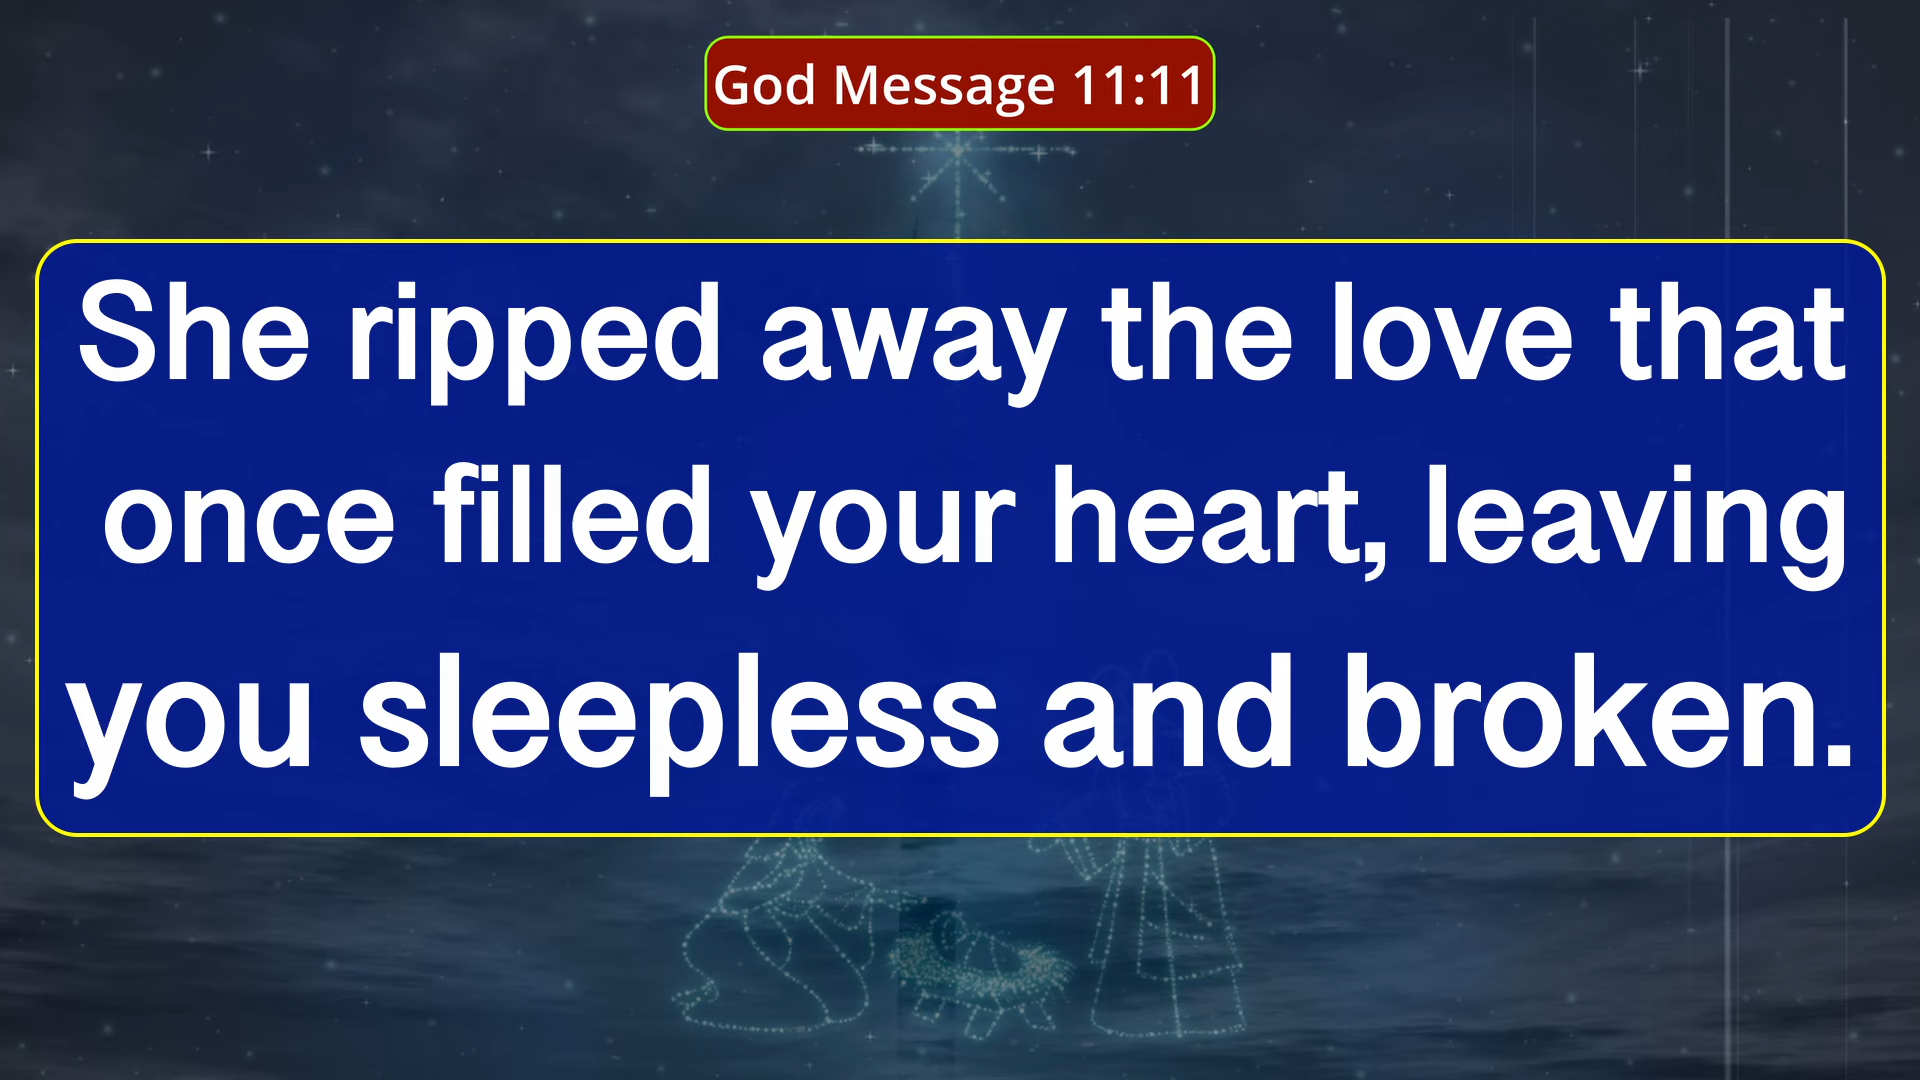 God Message 11:11
She ripped away the love that
once filled your heart, leaving
you sleepless and broken.